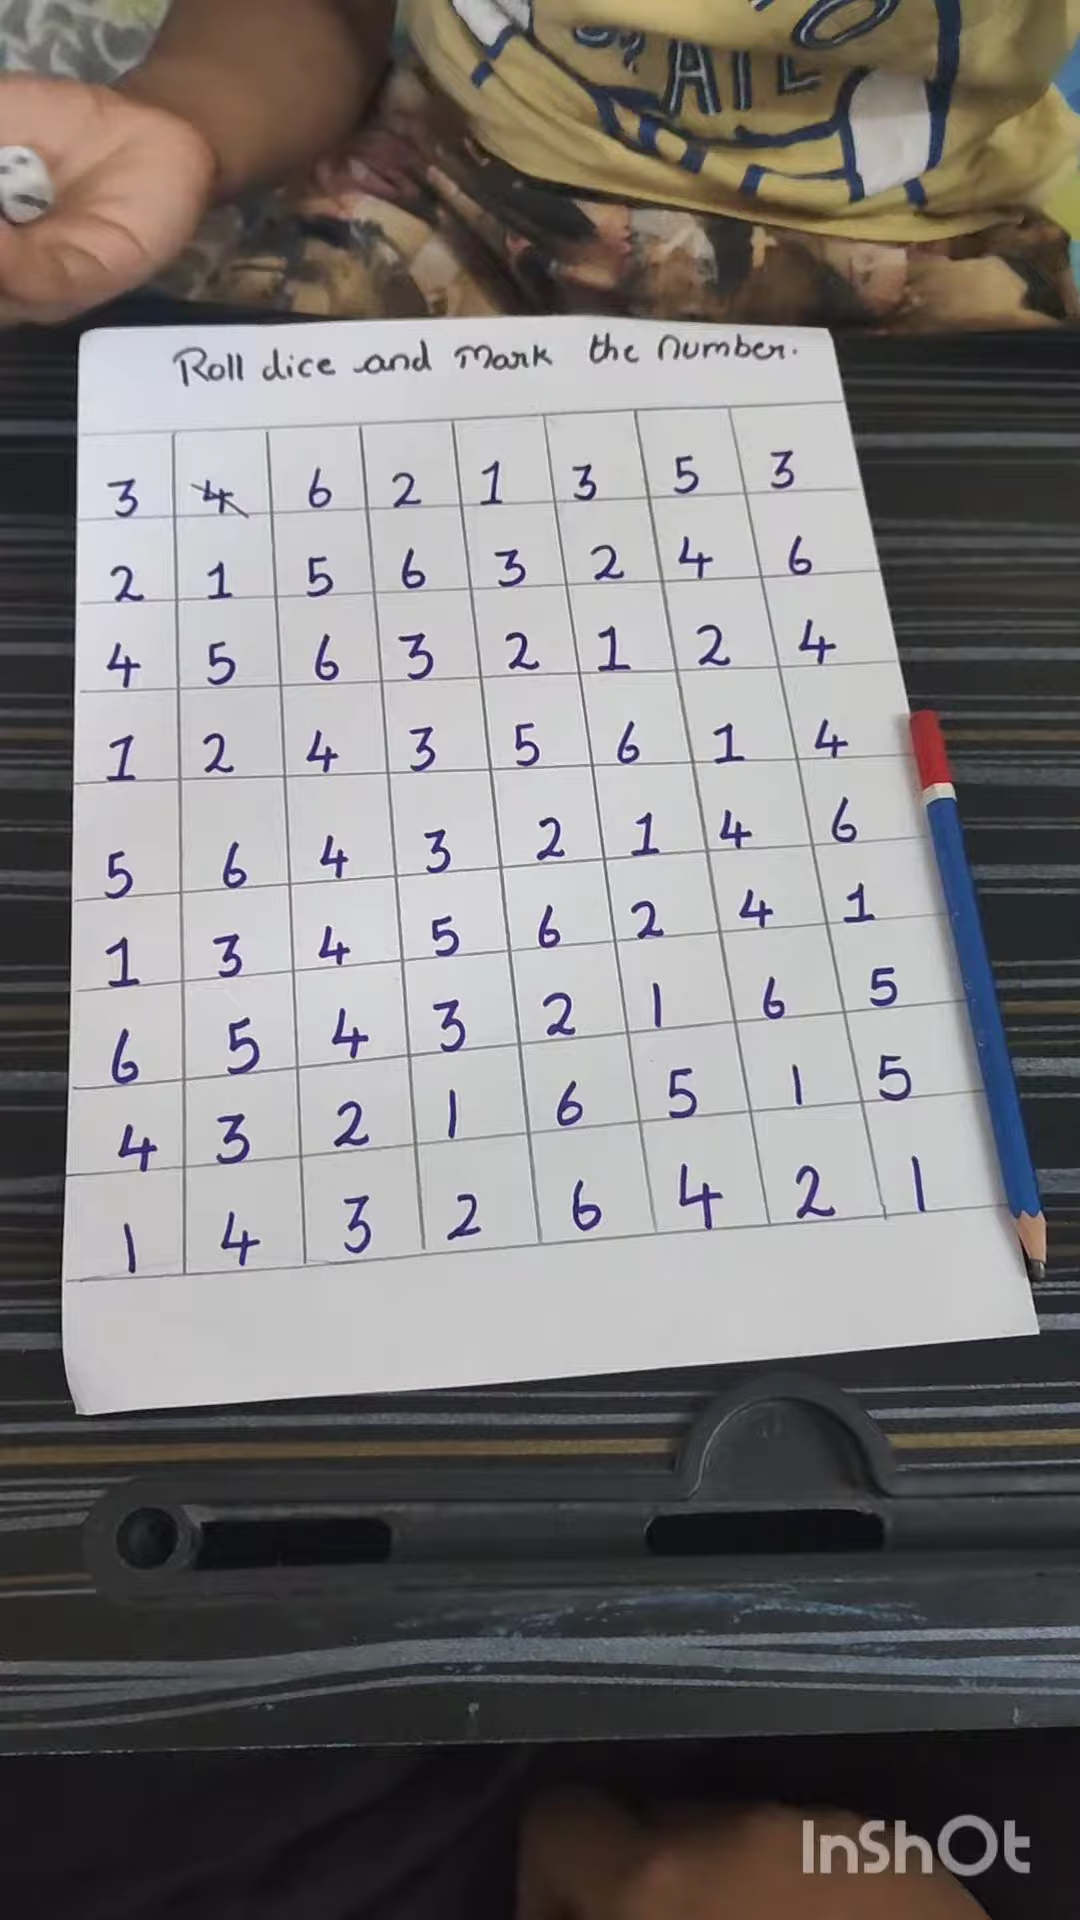 ATL
Roll dice and mark the number.
3 4 6 2 1 3 5 3
2 1 5 6 3 2 4 6
4 5 6 3 2 1 2 4
1 2 4 3 5 6 1 4
5 6 4 3 2 1 4 6
1 3 4 5 6 2 4 1
6 5 4 3 2 1 6 5
4 3 2 1 6 5 1 5
1 4 3 2 6 4 2 1
InShOt